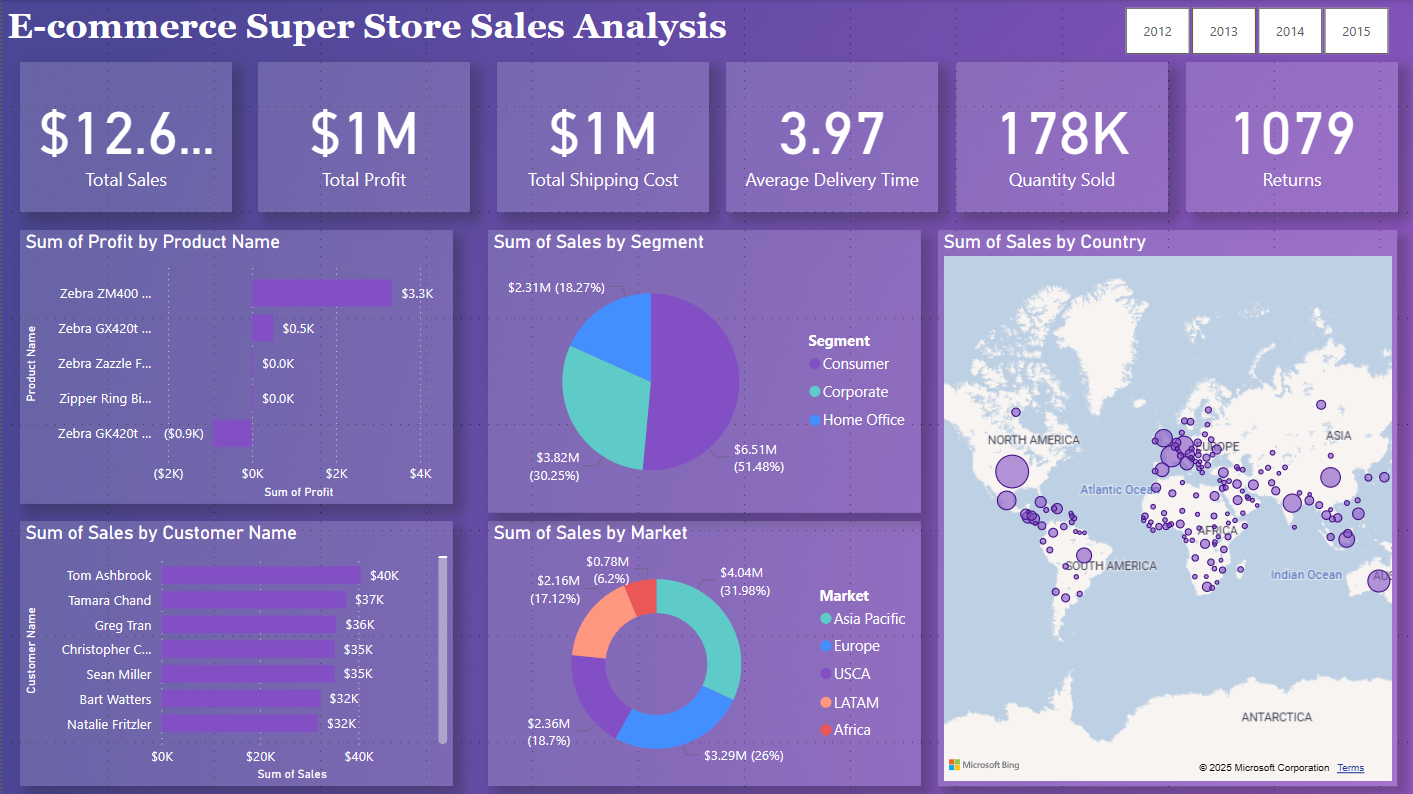 E-commerce Super Store Sales Analysis
2012
2013
2014
2015
$12.6...
Total Sales
$1M
Total Profit
$1M
Total Shipping Cost
3.97
Average Delivery Time
178K
Quantity Sold
1079
Returns
Sum of Profit by Product Name
Product Name
Zebra ZM400 ...
$3.3K
Zebra GX420t ...
$0.5K
Zebra Zazzle F...
$0.0K
Zipper Ring Bi...
$0.0K
Zebra GK420t ...
($0.9K)
($2K)
$0K
$2K
$4K
Sum of Profit
Sum of Sales by Segment
$2.31M (18.27%)
$3.82M
(30.25%)
$6.51M
(51.48%)
Segment
Consumer
Corporate
Home Office
Sum of Sales by Country
NORTH AMERICA
EUROPE
ASIA
Atlantic Ocean
AFRICA
SOUTH AMERICA
Indian Ocean
AUS
ANTARCTICA
Microsoft Bing
© 2025 Microsoft Corporation Terms
Sum of Sales by Customer Name
Customer Name
Tom Ashbrook
$40K
Tamara Chand
$37K
Greg Tran
$36K
Christopher C...
$35K
Sean Miller
$35K
Bart Watters
$32K
Natalie Fritzler
$32K
$0K
$20K
$40K
Sum of Sales
Sum of Sales by Market
$0.78M
(6.2%)
$2.16M
(17.12%)
$4.04M
(31.98%)
$2.36M
(18.7%)
$3.29M (26%)
Market
Asia Pacific
Europe
USCA
LATAM
Africa